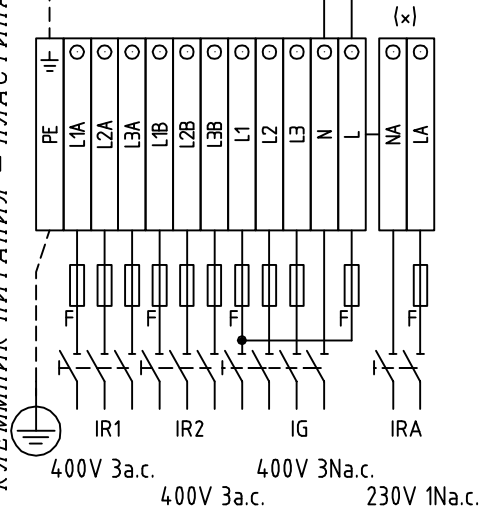 (x)
PE L1A L2A L3A L1B L2B L3B L1 L2 L3 N L NA LA
F F F F F
IR1 IR2 IG IRA
400V 3a.c. 400V 3Na.c.
400V 3a.c. 230V 1Na.c.
КЛЕММНИК ПИТАНИЯ – ПЛАСТИНА